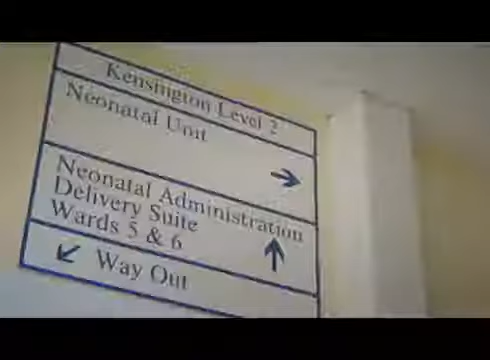 Kensington Level 2
Neonatal Unit
Neonatal Administration
Delivery Suite
Wards 5 & 6
Way Out